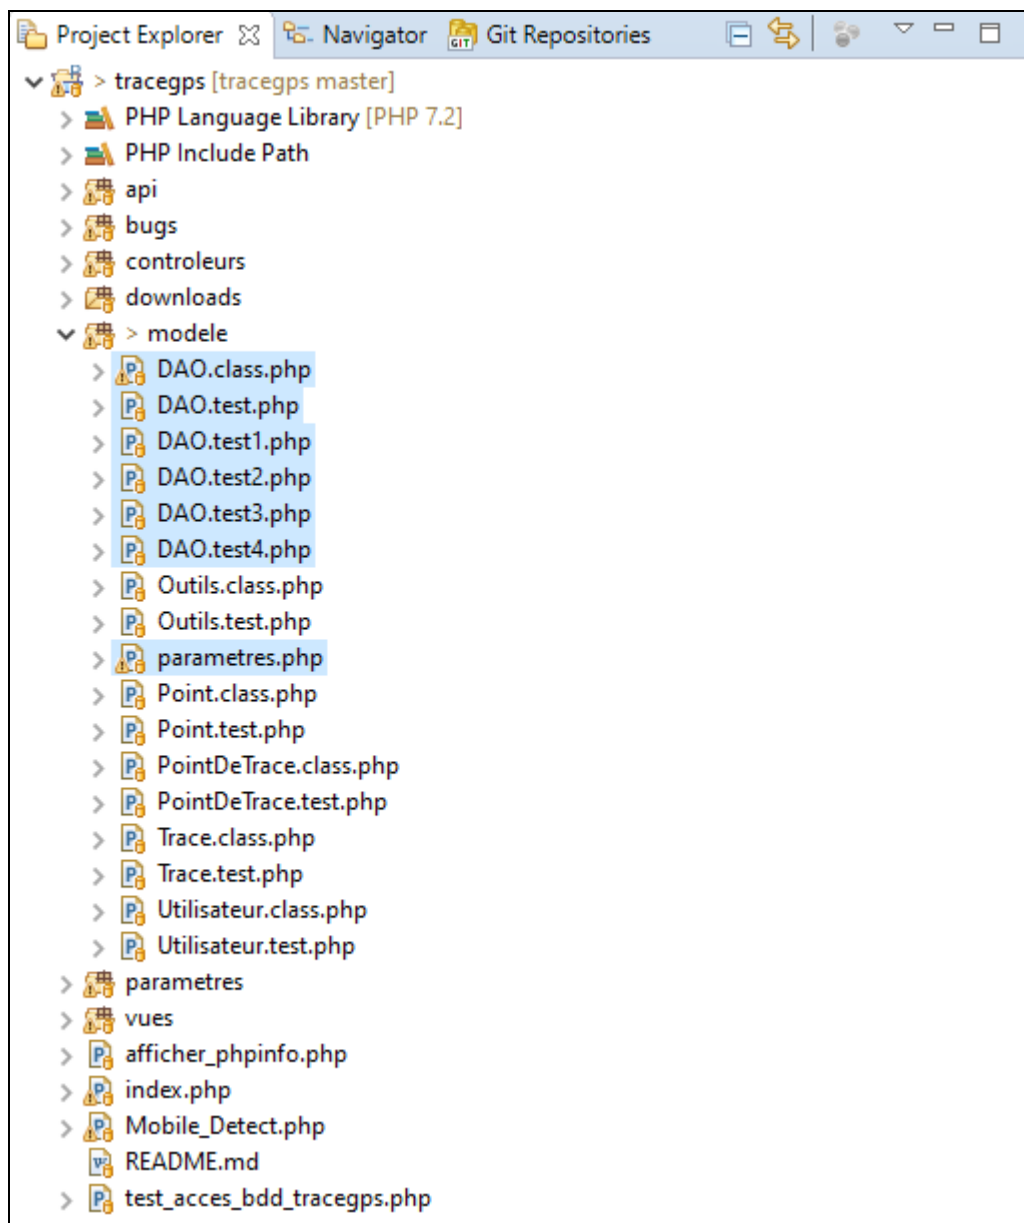 Project Explorer Navigator GIT Git Repositories
> tracegps [tracegps master]
PHP Language Library [PHP 7.2]
PHP Include Path
api
bugs
controleurs
downloads
> modele
DAO.class.php
DAO.test.php
DAO.test1.php
DAO.test2.php
DAO.test3.php
DAO.test4.php
Outils.class.php
Outils.test.php
parametres.php
Point.class.php
Point.test.php
PointDeTrace.class.php
PointDeTrace.test.php
Trace.class.php
Trace.test.php
Utilisateur.class.php
Utilisateur.test.php
parametres
vues
afficher_phpinfo.php
index.php
Mobile_Detect.php
README.md
test_acces_bdd_tracegps.php